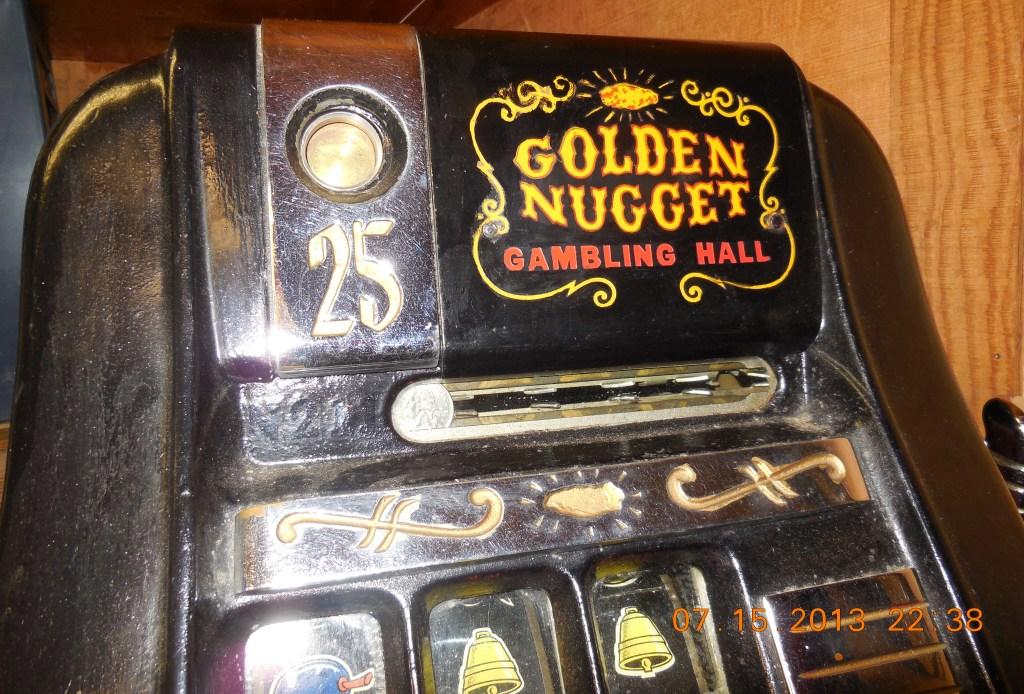 25
GOLDEN
NUGGET
GAMBLING HALL
07.15.2013 22:38